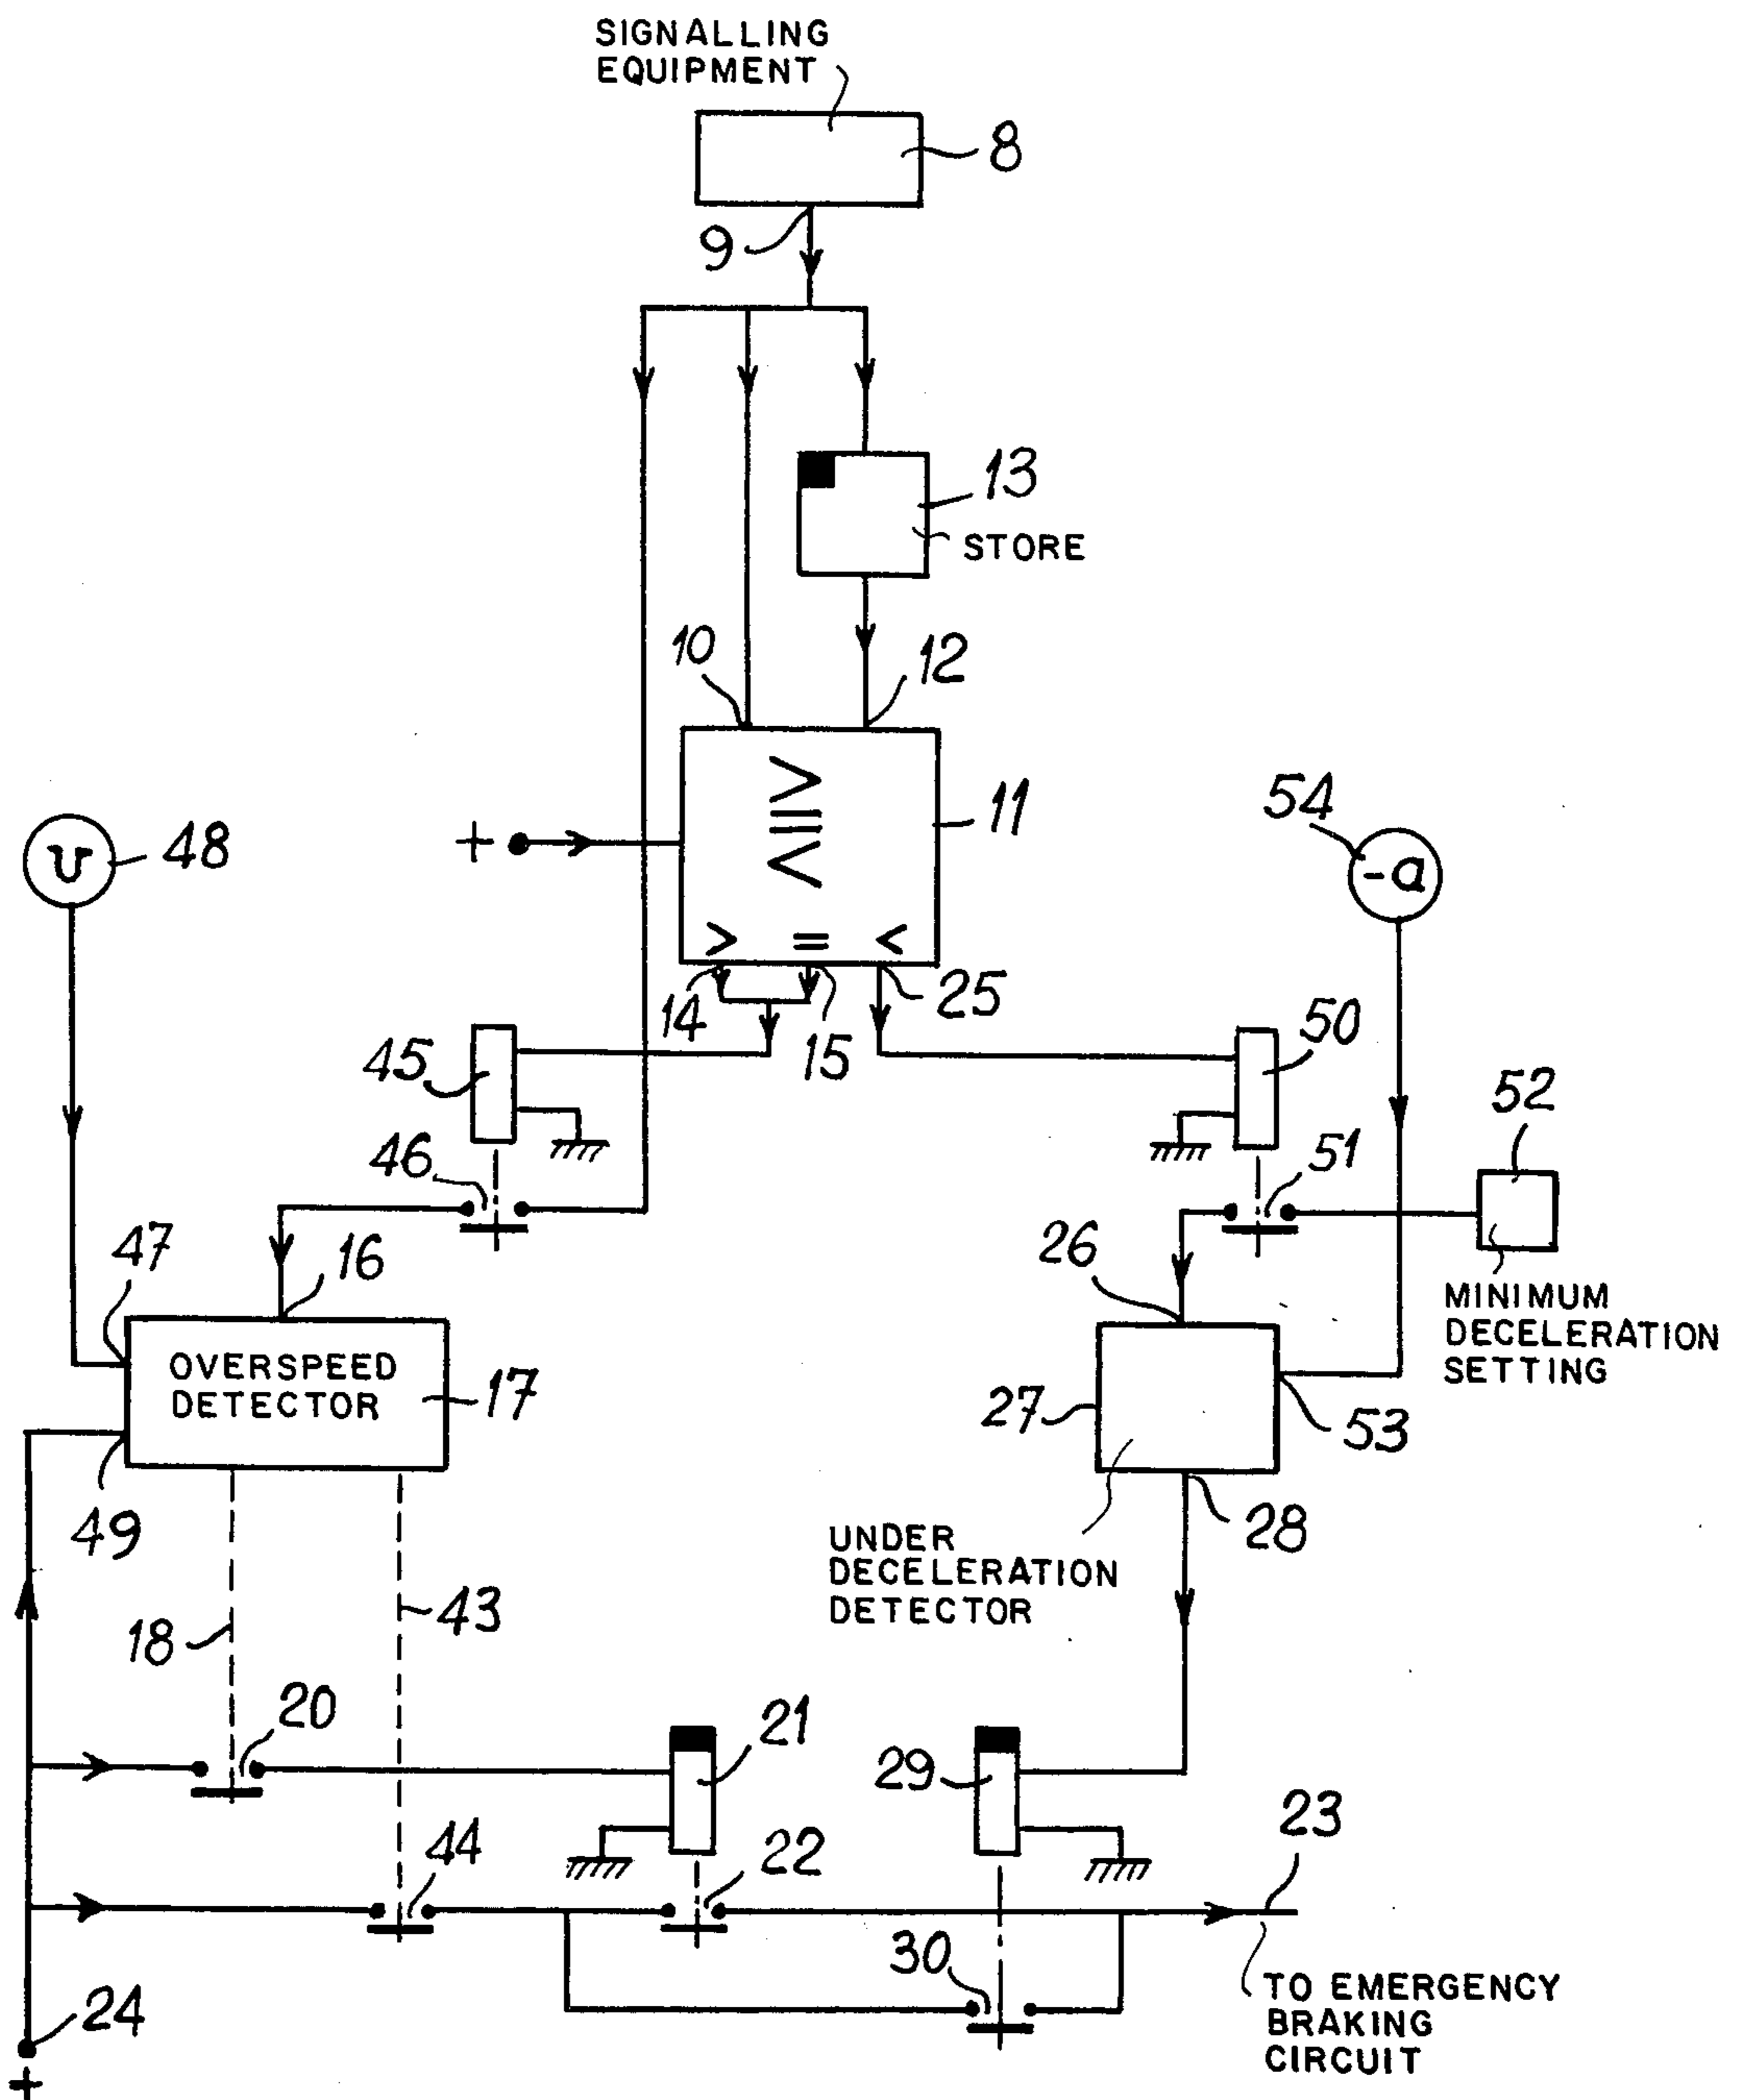 SIGNALLING
EQUIPMENT
8
9
13
STORE
10
12
> = <
11
+
48
v
54
-a
> = <
14
15
25
45
50
52
46
51
47
16
26
MINIMUM
DECELERATION
SETTING
OVERSPEED
DETECTOR
17
27
53
49
28
UNDER
DECELERATION
DETECTOR
18
43
20
21
29
23
44
22
30
TO EMERGENCY
BRAKING
CIRCUIT
24
+